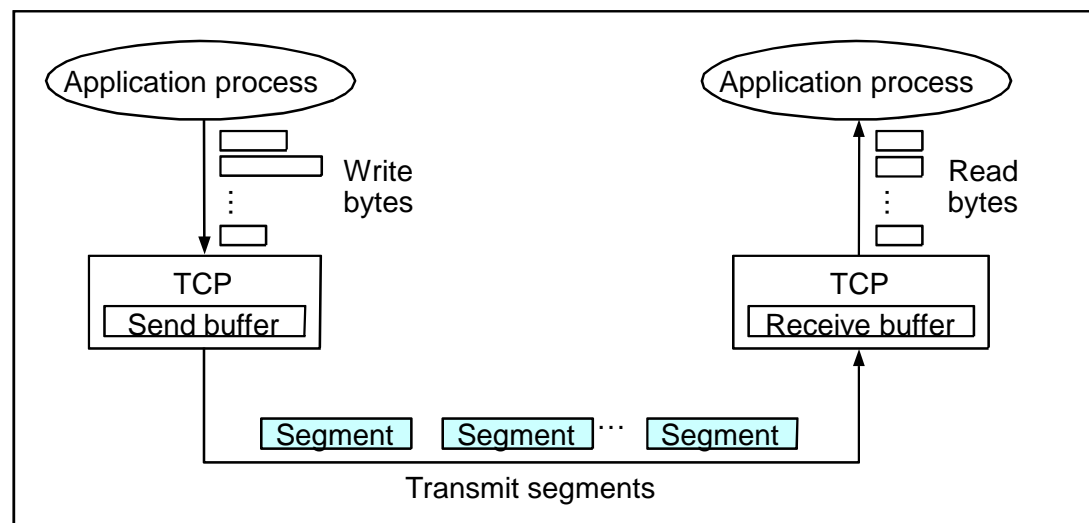 Application process
Application process
Write
bytes
⋮
Read
bytes
⋮
TCP
Send buffer
TCP
Receive buffer
Segment
Segment
…
Segment
Transmit segments